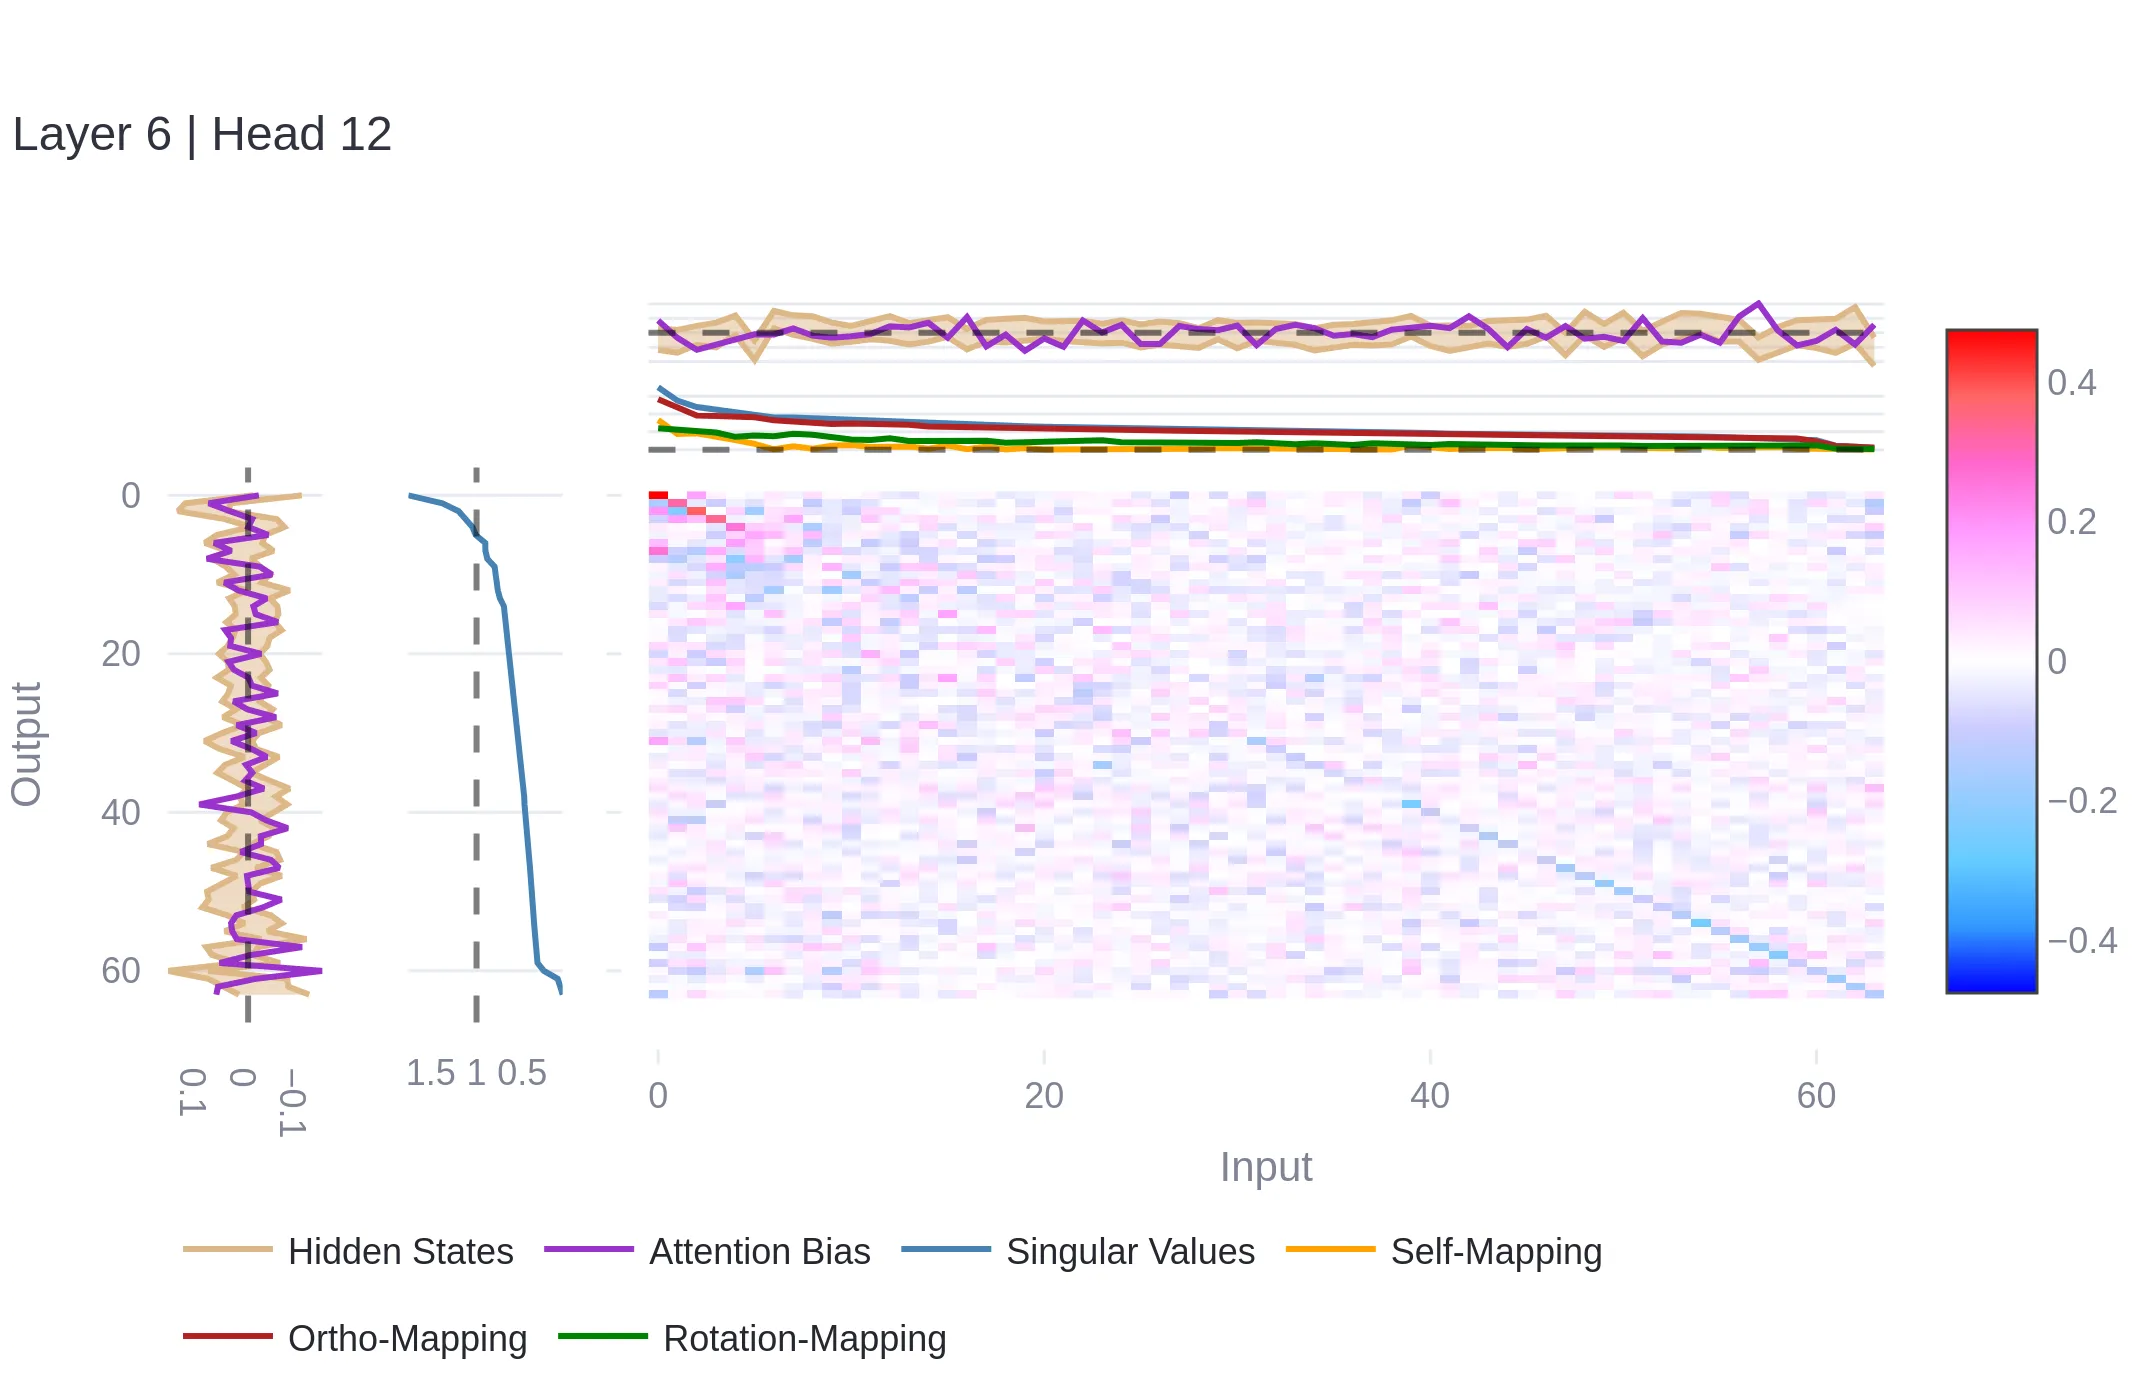 Layer 6 | Head 12
0
20
40
60
Output
0.1
0
−0.1
1.5 1 0.5
0
20
40
60
Input
0.4
0.2
0
−0.2
−0.4
Hidden States
Attention Bias
Singular Values
Self-Mapping
Ortho-Mapping
Rotation-Mapping